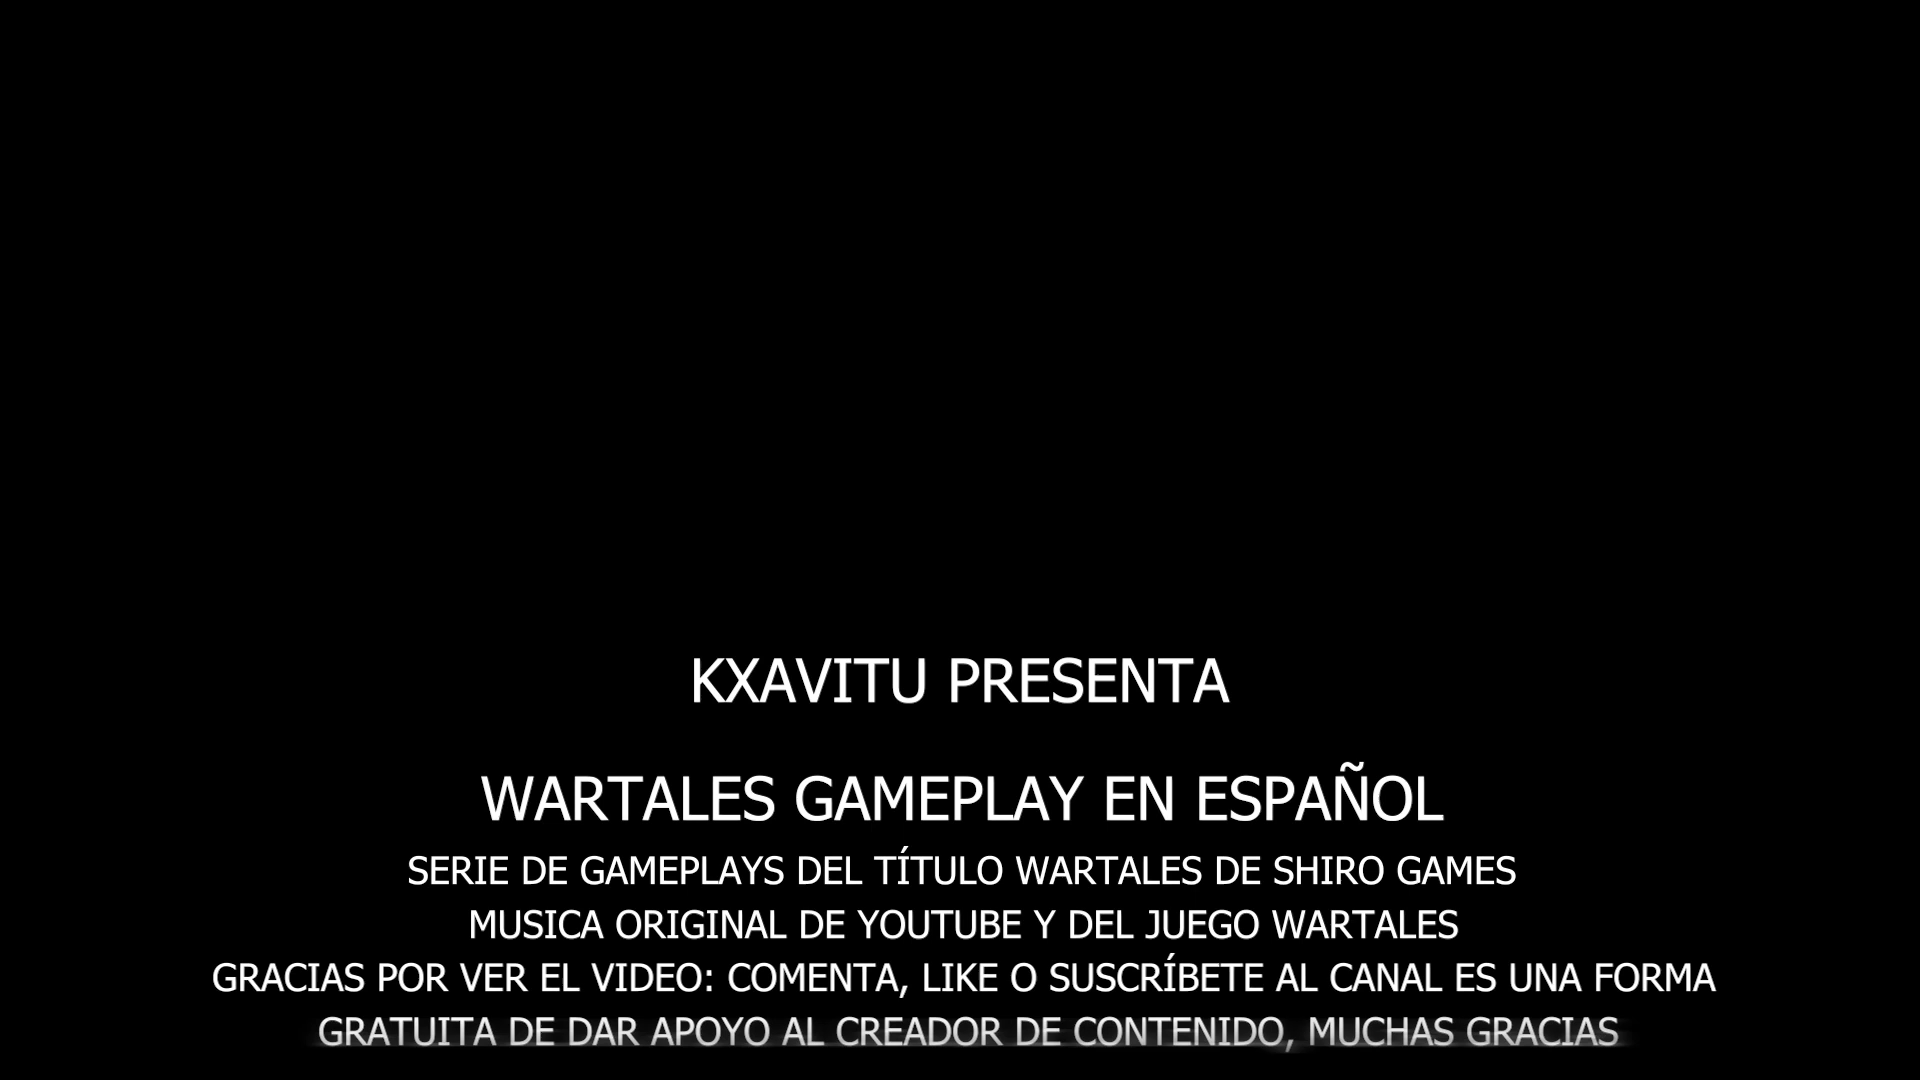 KXAVITU PRESENTA
WARTALES GAMEPLAY EN ESPAÑOL
SERIE DE GAMEPLAYS DEL TÍTULO WARTALES DE SHIRO GAMES
MUSICA ORIGINAL DE YOUTUBE Y DEL JUEGO WARTALES
GRACIAS POR VER EL VIDEO: COMENTA, LIKE O SUSCRÍBETE AL CANAL ES UNA FORMA
GRATUITA DE DAR APOYO AL CREADOR DE CONTENIDO, MUCHAS GRACIAS